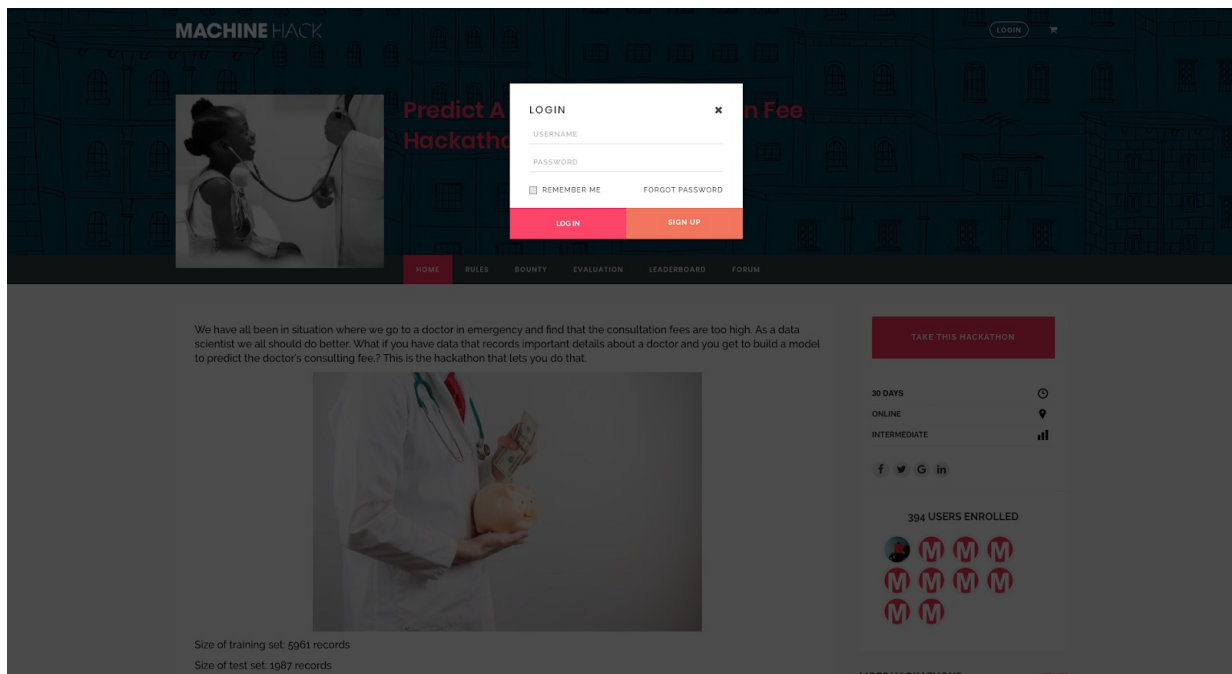 MACHINEHACK
LOGIN
Predict A
n Fee
Hackatho
LOGIN
USERNAME
PASSWORD
REMEMBER ME FORGOT PASSWORD
LOG IN SIGN UP
HOME RULES BOUNTY EVALUATION LEADERBOARD FORUM
We have all been in situation where we go to a doctor in emergency and find that the consultation fees are too high. As a data
scientist we all should do better. What if you have data that records important details about a doctor and you get to build a model
to predict the doctor's consulting fee.? This is the hackathon that lets you do that.
Size of training set: 5961 records
Size of test set: 1987 records
TAKE THIS HACKATHON
30 DAYS
ONLINE
INTERMEDIATE
f G in
394 USERS ENROLLED
M M M
M M M M
M M